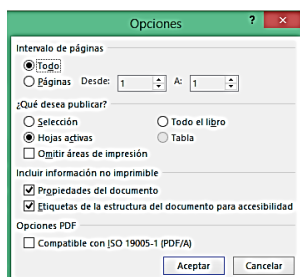 Opciones ?
Intervalo de páginas
Todo
Páginas Desde: 1 A: 1
¿Qué desea publicar?
Selección Todo el libro
Hojas activas Tabla
Omitir áreas de impresión
Incluir información no imprimible
Propiedades del documento
Etiquetas de la estructura del documento para accesibilidad
Opciones PDF
Compatible con ISO 19005-1 (PDF/A)
Aceptar Cancelar